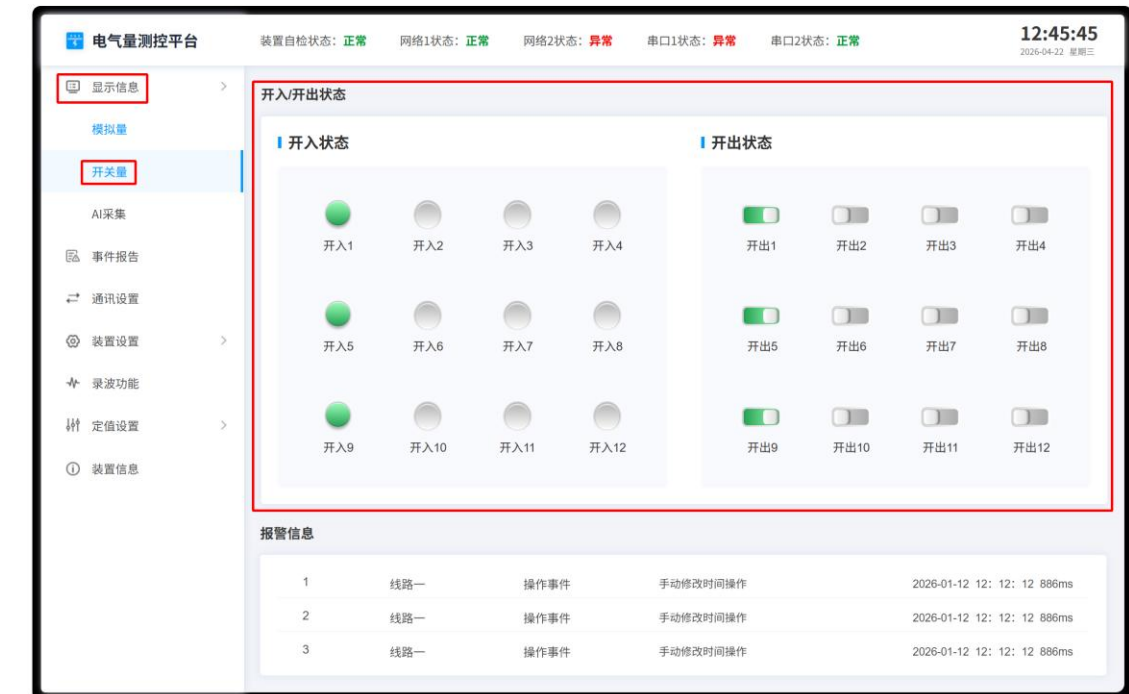 电气量测控平台 装置自检状态：正常 网络1状态：正常 网络2状态：异常 串口1状态：异常 串口2状态：正常 12:45:45
2026-04-22 星期三
显示信息
模拟量
开关量
AI采集
事件报告
通讯设置
装置设置
录波功能
定值设置
装置信息
开入/开出状态
开入状态
开入1 开入2 开入3 开入4
开入5 开入6 开入7 开入8
开入9 开入10 开入11 开入12
开出状态
开出1 开出2 开出3 开出4
开出5 开出6 开出7 开出8
开出9 开出10 开出11 开出12
报警信息
1 线路一 操作事件 手动修改时间操作 2026-01-12 12：12：12 886ms
2 线路一 操作事件 手动修改时间操作 2026-01-12 12：12：12 886ms
3 线路一 操作事件 手动修改时间操作 2026-01-12 12：12：12 886ms